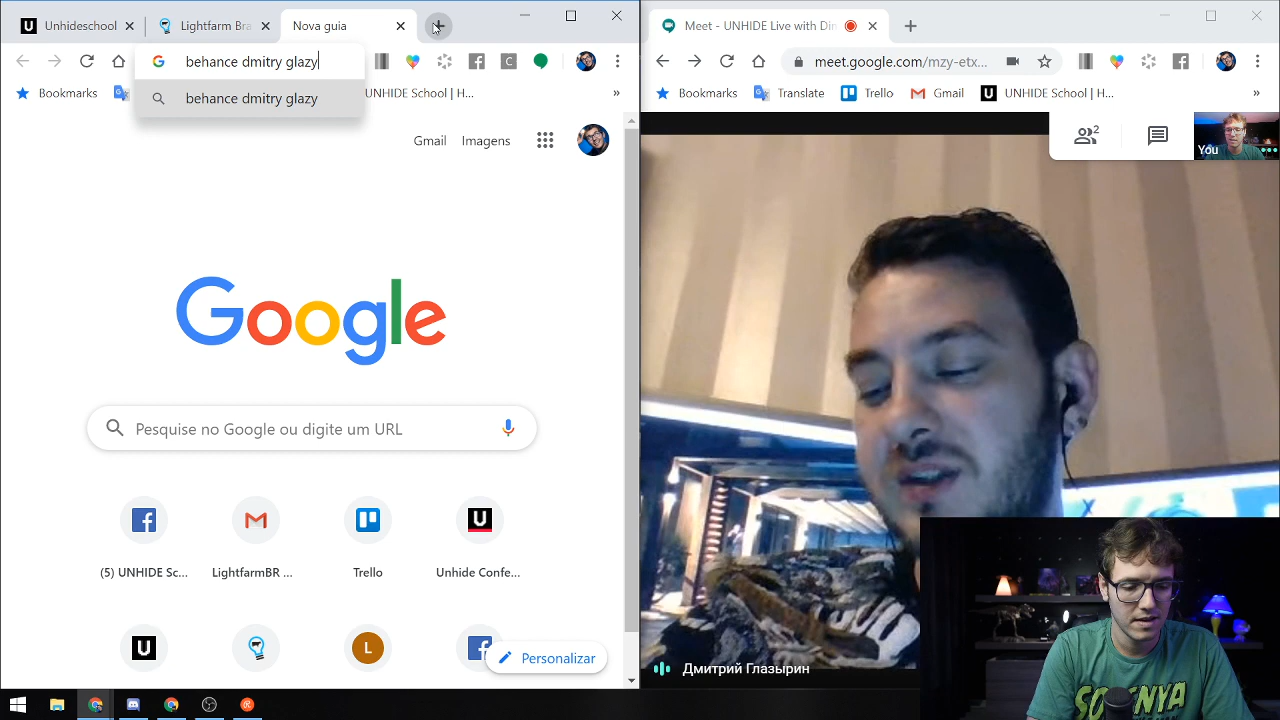 Unhideschool
Lightfarm Bra
Nova guia
behance dmitry glazy
behance dmitry glazy
Bookmarks
UNHIDE School | H...
»
Gmail
Imagens
Google
Pesquise no Google ou digite um URL
(5) UNHIDE Sc...
LightfarmBR ...
Trello
Unhide Confe...
L
Personalizar
Meet - UNHIDE Live with Din
meet.google.com/mzy-etx...
Bookmarks
Translate
Trello
Gmail
UNHIDE School | H...
»
2
You
Дмитрий Глазырин